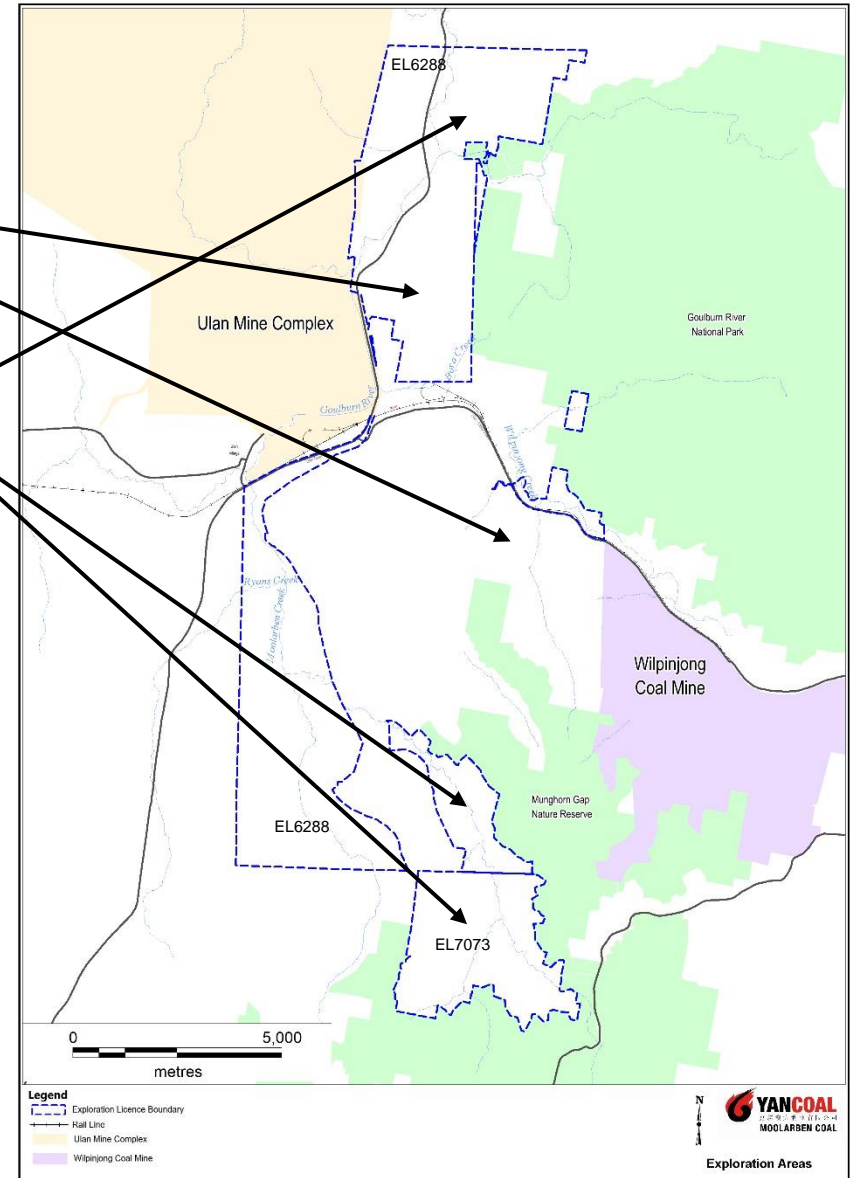 EL6288
Ulan Mine Complex
Goulburn River
National Park
Goulburn River
Wilpinjong Creek
Ryans Creek
Moolarben Creek
Wilpinjong
Coal Mine
Munghorn Gap
Nature Reserve
EL6288
EL7073
0 5,000
metres
Legend
Exploration Licence Boundary
Rail Line
Ulan Mine Complex
Wilpinjong Coal Mine
N
YANCOAL
MOOLARBEN COAL
Exploration Areas